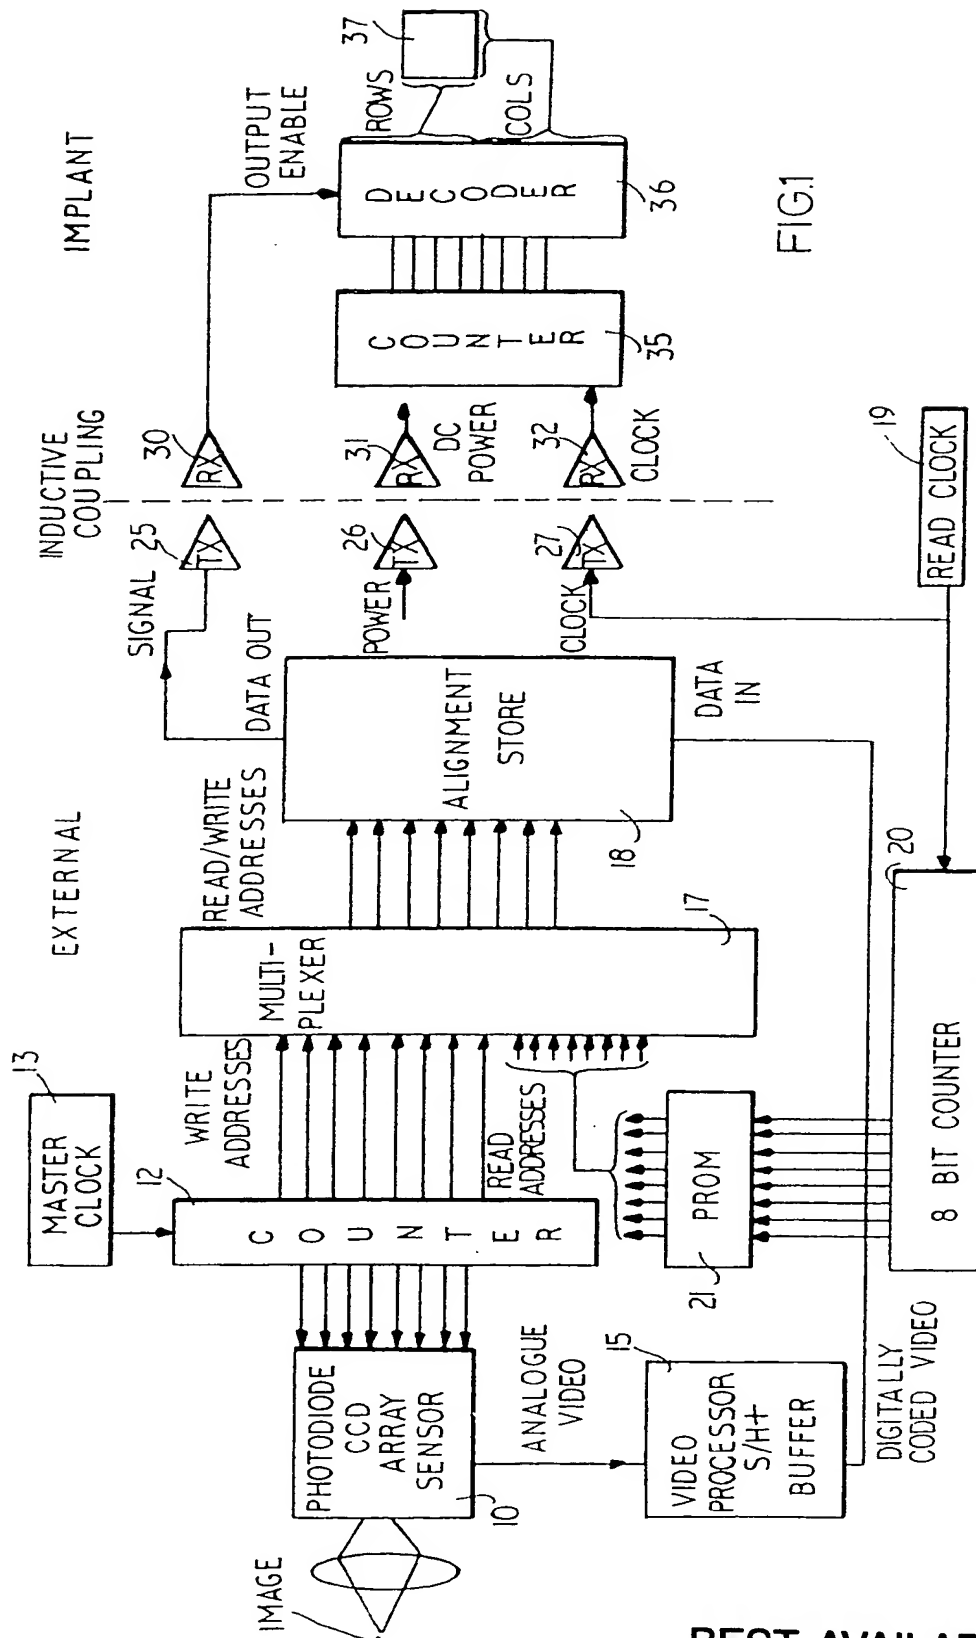 EXTERNAL
INDUCTIVE
COUPLING
IMPLANT
MASTER
CLOCK
13
IMAGE
PHOTODIODE
CCD
ARRAY
SENSOR
10
COUNTER
12
WRITE
ADDRESSES
READ
ADDRESSES
MULTI-
PLEXER
17
READ/WRITE
ADDRESSES
ALIGNMENT
STORE
18
DATA OUT
DATA
IN
SIGNAL
25
TX
POWER
26
TX
CLOCK
27
TX
30
RX
31
RX
DC
POWER
32
RX
CLOCK
OUTPUT
ENABLE
COUNTER
35
DECODER
36
ROWS
COLS
37
ANALOGUE
VIDEO
VIDEO
PROCESSOR
S/H+
BUFFER
15
DIGITALLY
CODED VIDEO
PROM
21
8 BIT COUNTER
20
READ CLOCK
19
FIG.1